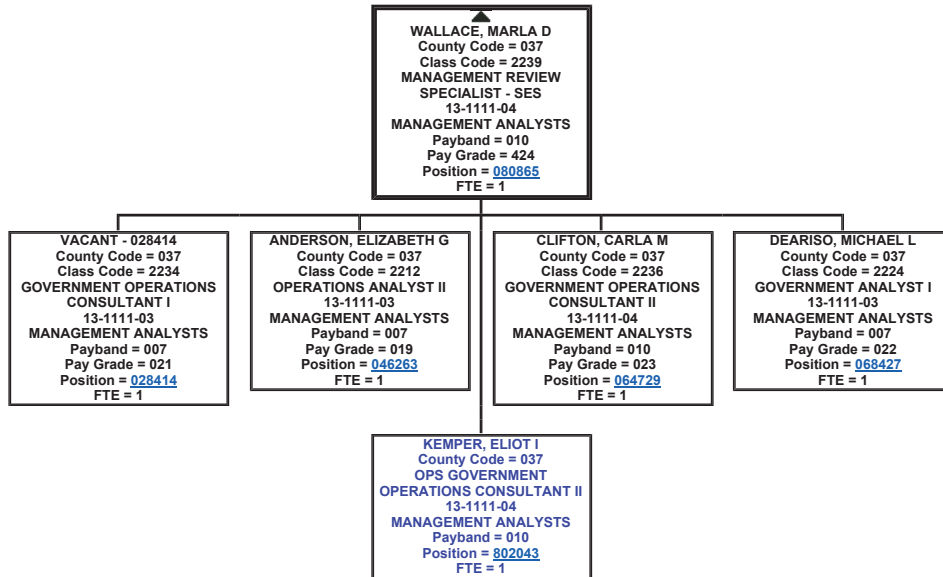 WALLACE, MARLA D
County Code = 037
Class Code = 2239
MANAGEMENT REVIEW
SPECIALIST - SES
13-1111-04
MANAGEMENT ANALYSTS
Payband = 010
Pay Grade = 424
Position = 080865
FTE = 1
VACANT - 028414
County Code = 037
Class Code = 2234
GOVERNMENT OPERATIONS
CONSULTANT I
13-1111-03
MANAGEMENT ANALYSTS
Payband = 007
Pay Grade = 021
Position = 028414
FTE = 1
ANDERSON, ELIZABETH G
County Code = 037
Class Code = 2212
OPERATIONS ANALYST II
13-1111-03
MANAGEMENT ANALYSTS
Payband = 007
Pay Grade = 019
Position = 046263
FTE = 1
CLIFTON, CARLA M
County Code = 037
Class Code = 2236
GOVERNMENT OPERATIONS
CONSULTANT II
13-1111-04
MANAGEMENT ANALYSTS
Payband = 010
Pay Grade = 023
Position = 064729
FTE = 1
DEARISO, MICHAEL L
County Code = 037
Class Code = 2224
GOVERNMENT ANALYST I
13-1111-03
MANAGEMENT ANALYSTS
Payband = 007
Pay Grade = 022
Position = 068427
FTE = 1
KEMPER, ELIOT I
County Code = 037
OPS GOVERNMENT
OPERATIONS CONSULTANT II
13-1111-04
MANAGEMENT ANALYSTS
Payband = 010
Position = 802043
FTE = 1